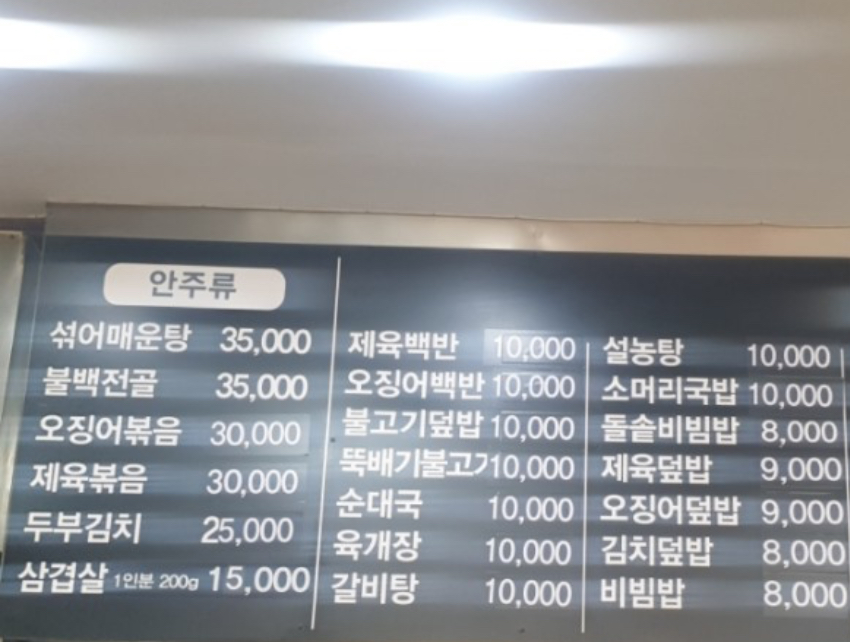 안주류
섞어매운탕 35,000
불백전골 35,000
오징어볶음 30,000
제육볶음 30,000
두부김치 25,000
삼겹살 1인분 200g 15,000
제육백반 10,000
오징어백반 10,000
불고기덮밥 10,000
뚝배기불고기 10,000
순대국 10,000
육개장 10,000
갈비탕 10,000
설농탕 10,000
소머리국밥 10,000
돌솥비빔밥 8,000
제육덮밥 9,000
오징어덮밥 9,000
김치덮밥 8,000
비빔밥 8,000